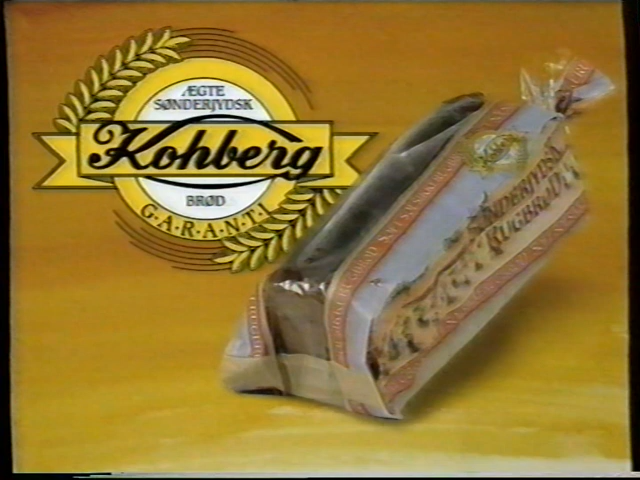 ÆGTE
SØNDERJYDSK
Kohberg
BRØD
G·A·R·A·N·T·I
SØNDERJYDSK
RUGBRØD